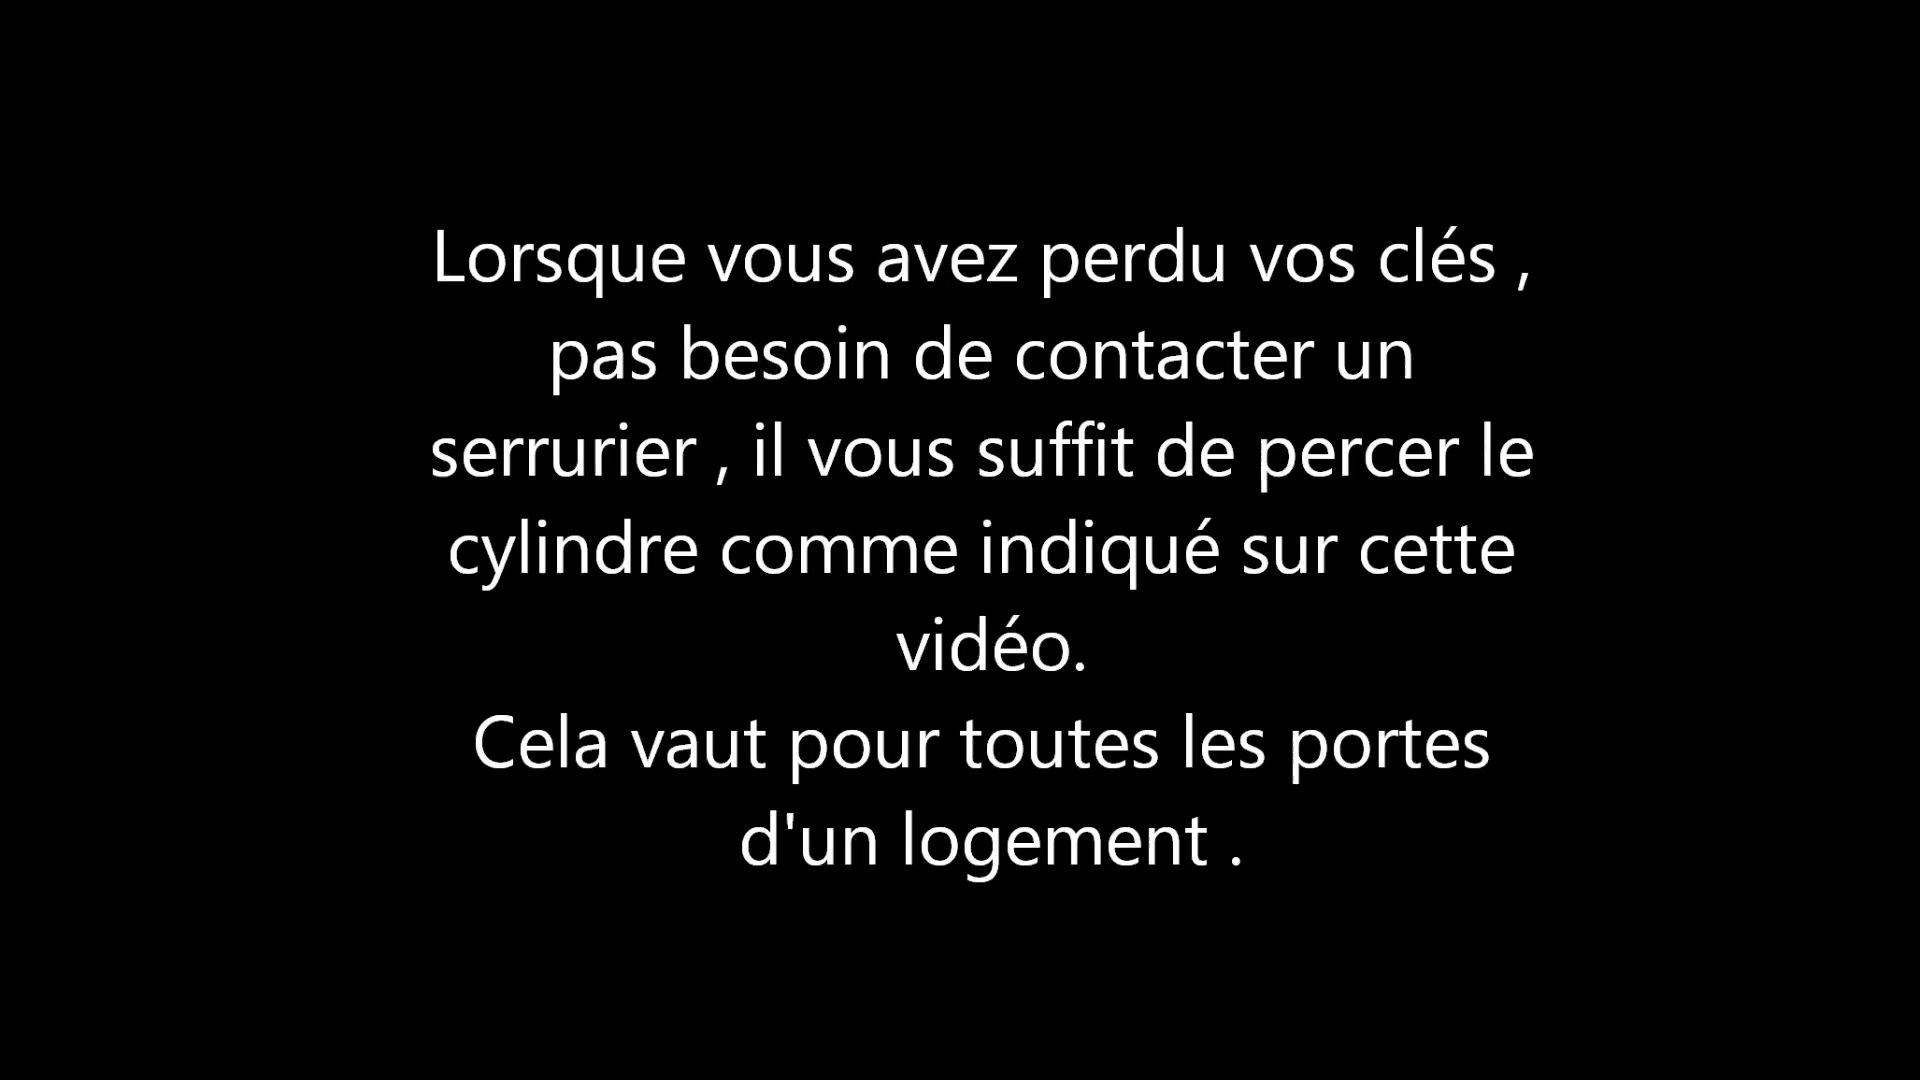 Lorsque vous avez perdu vos clés ,
pas besoin de contacter un
serrurier , il vous suffit de percer le
cylindre comme indiqué sur cette
vidéo.
Cela vaut pour toutes les portes
d'un logement .